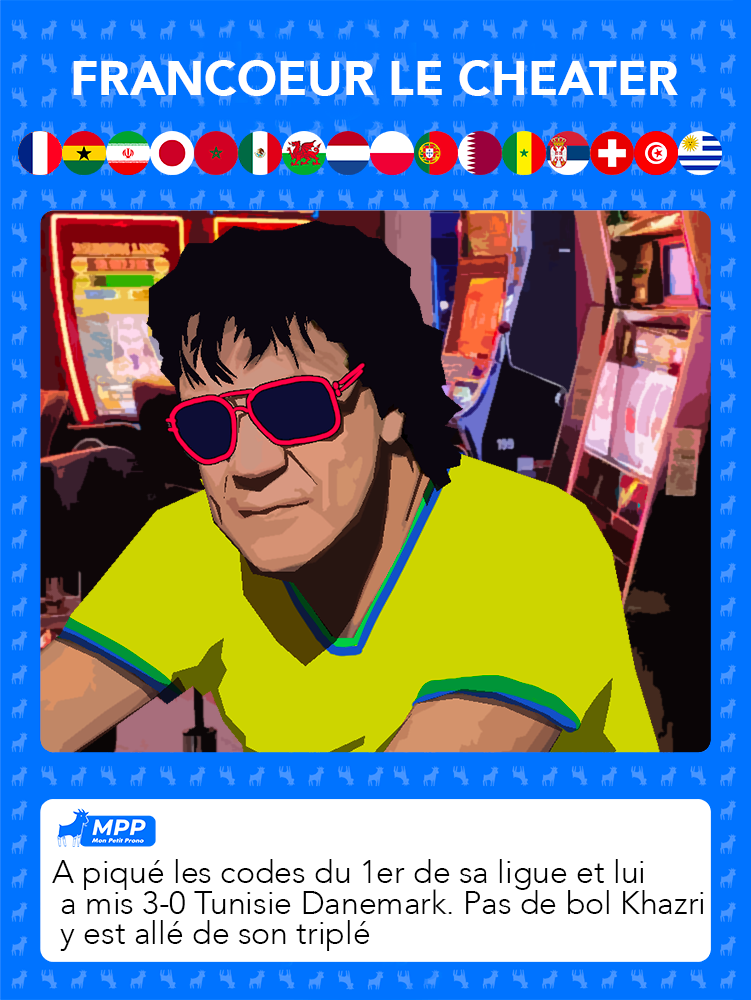 FRANCOEUR LE CHEATER
199
MPP
Mon Petit Prono
A piqué les codes du 1er de sa ligue et lui
a mis 3-0 Tunisie Danemark. Pas de bol Khazri
y est allé de son triplé